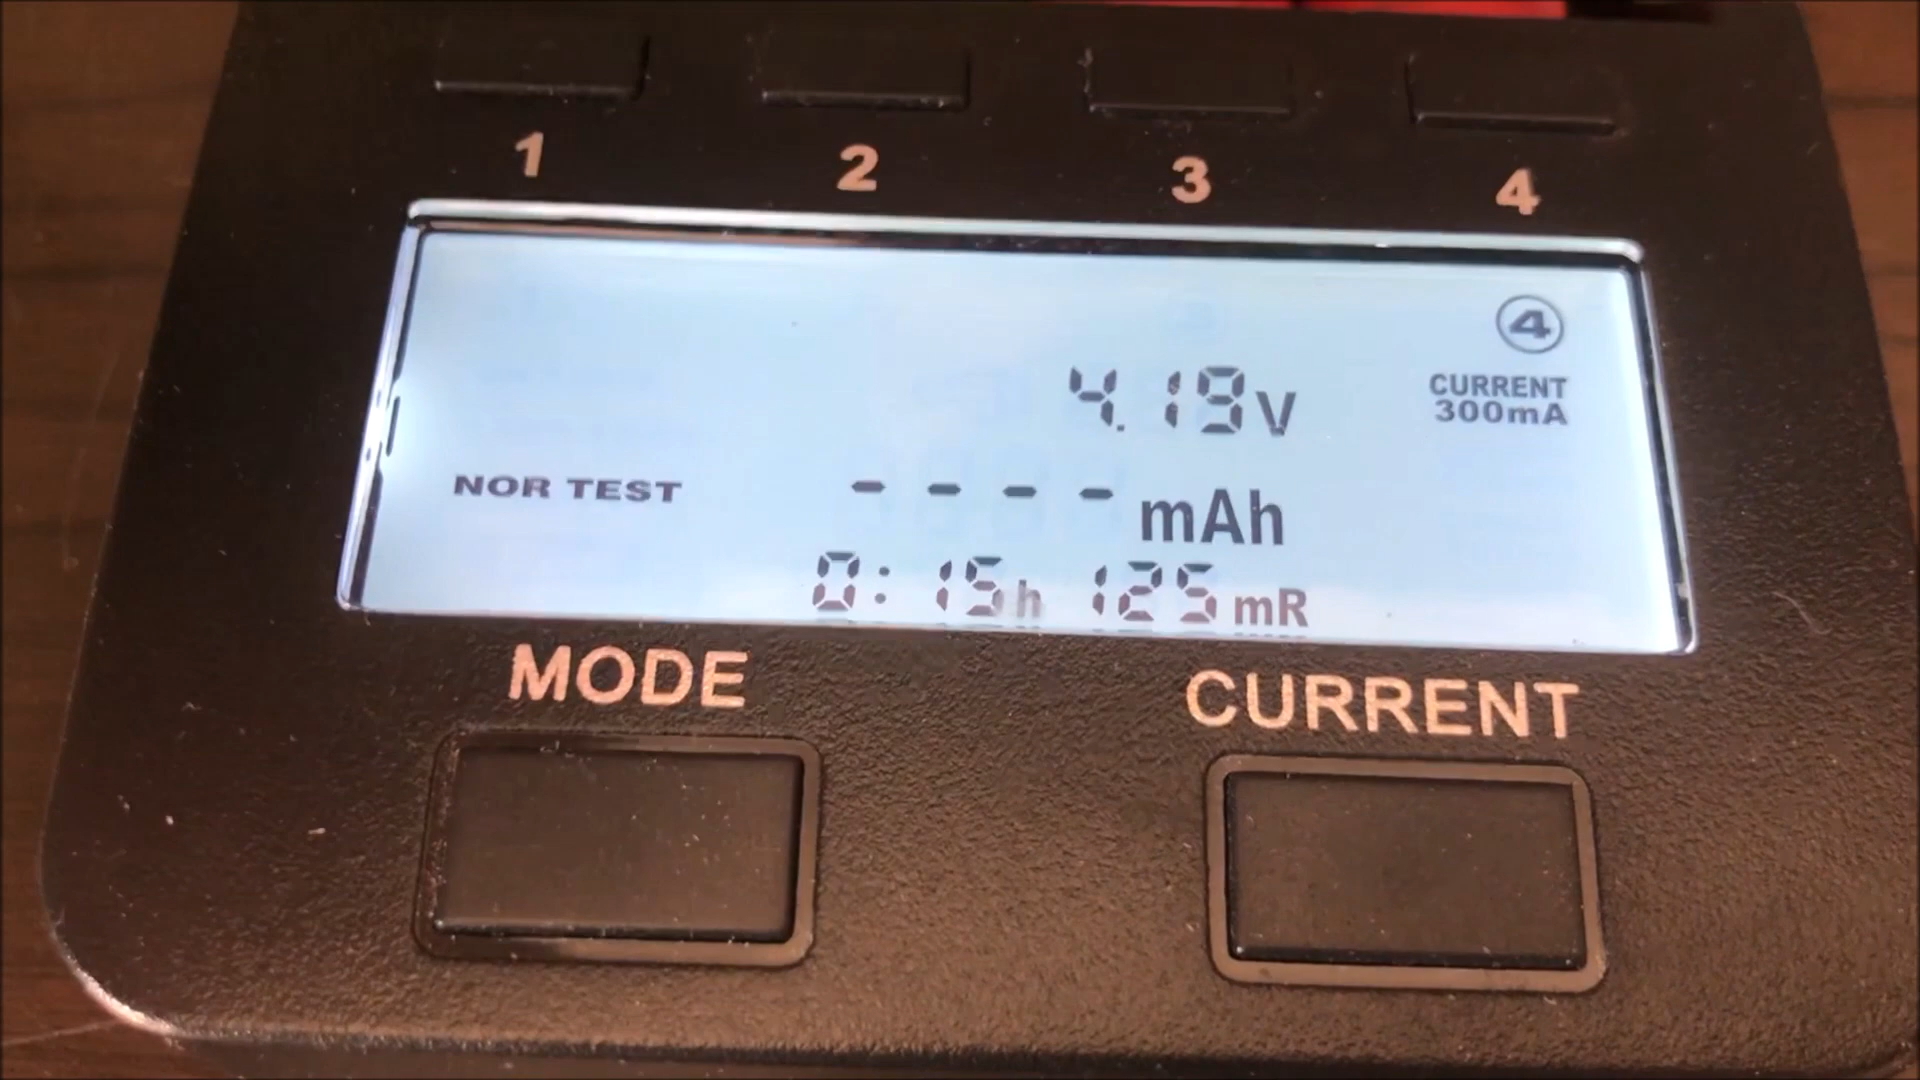 1 2 3 4
4
4.19V
CURRENT
300mA
NOR TEST
----mAh
0:15h 125mR
MODE
CURRENT